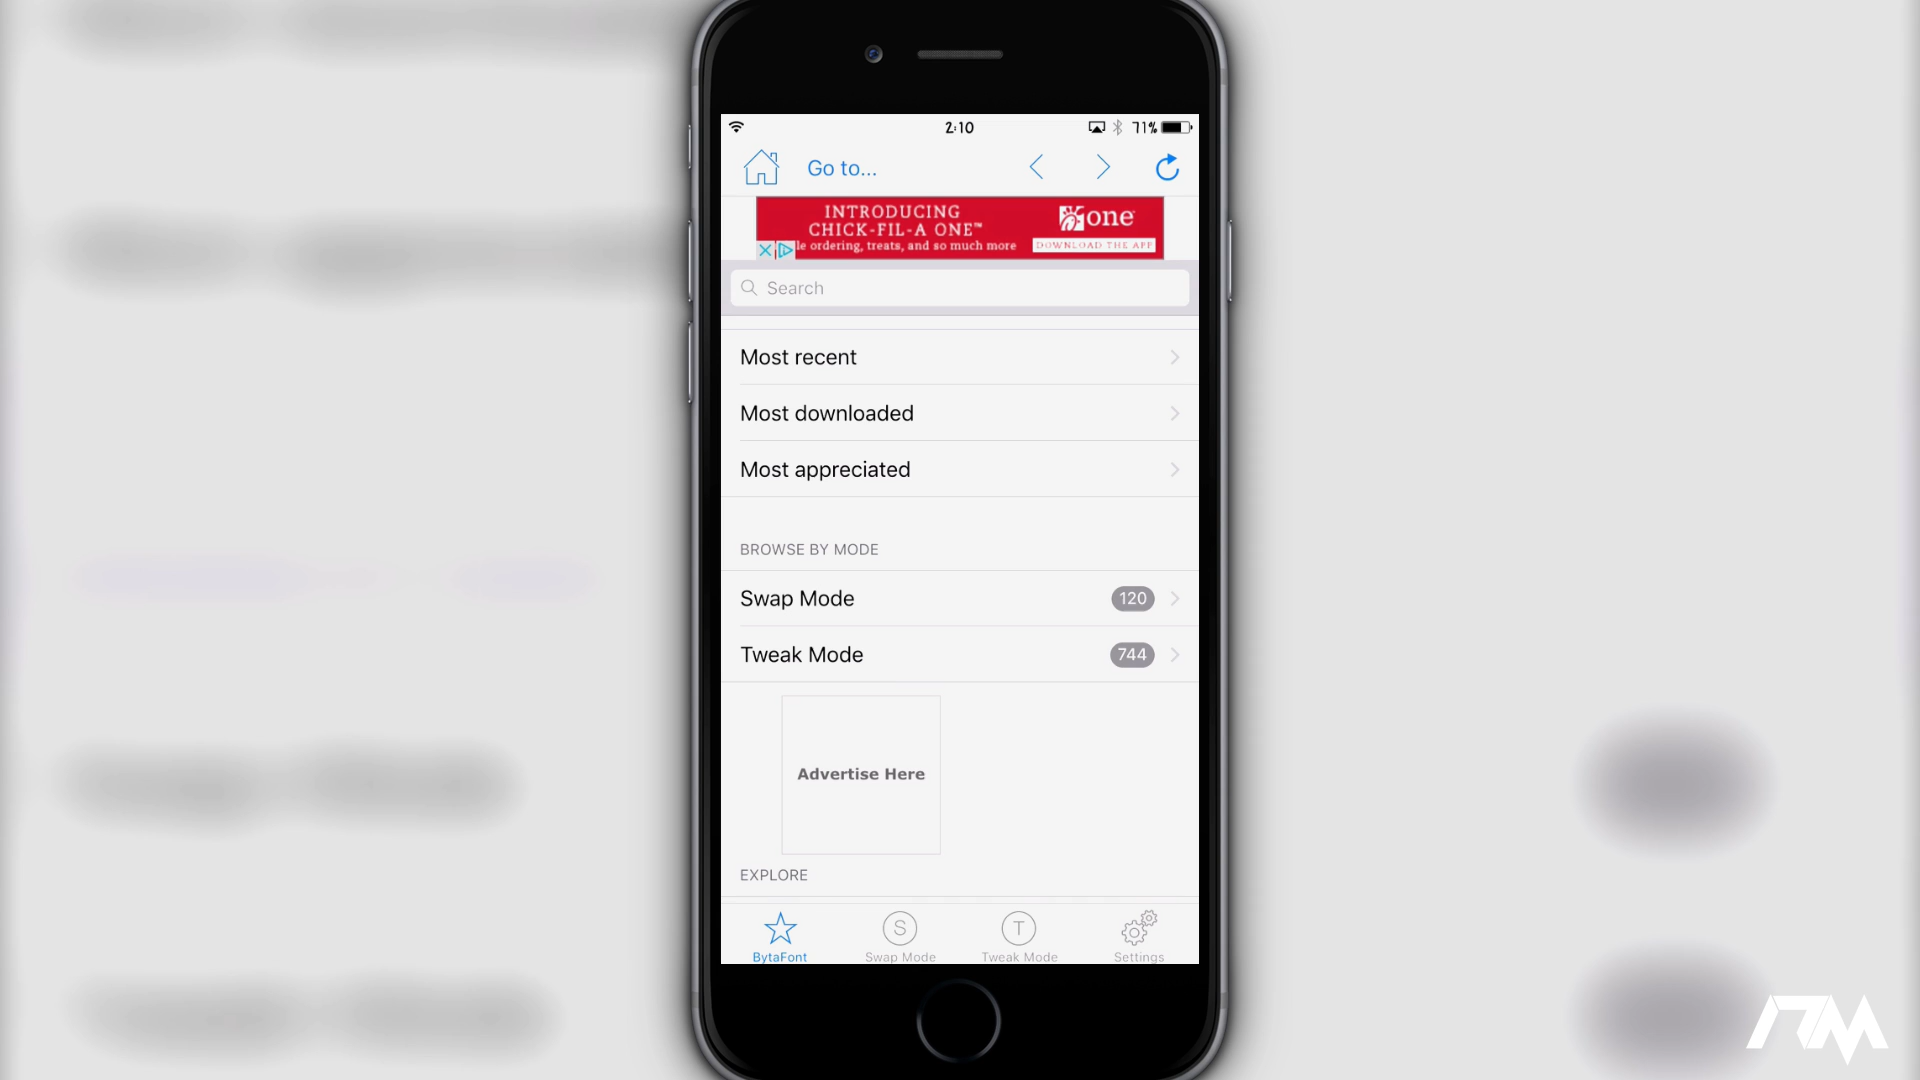 2:10
71%
Go to...
INTRODUCING
CHICK-FIL-A ONE™
le ordering, treats, and so much more
one
DOWNLOAD THE APP
Search
Most recent
Most downloaded
Most appreciated
BROWSE BY MODE
Swap Mode
120
Tweak Mode
744
Advertise Here
EXPLORE
S
T
BytaFont
Swap Mode
Tweak Mode
Settings